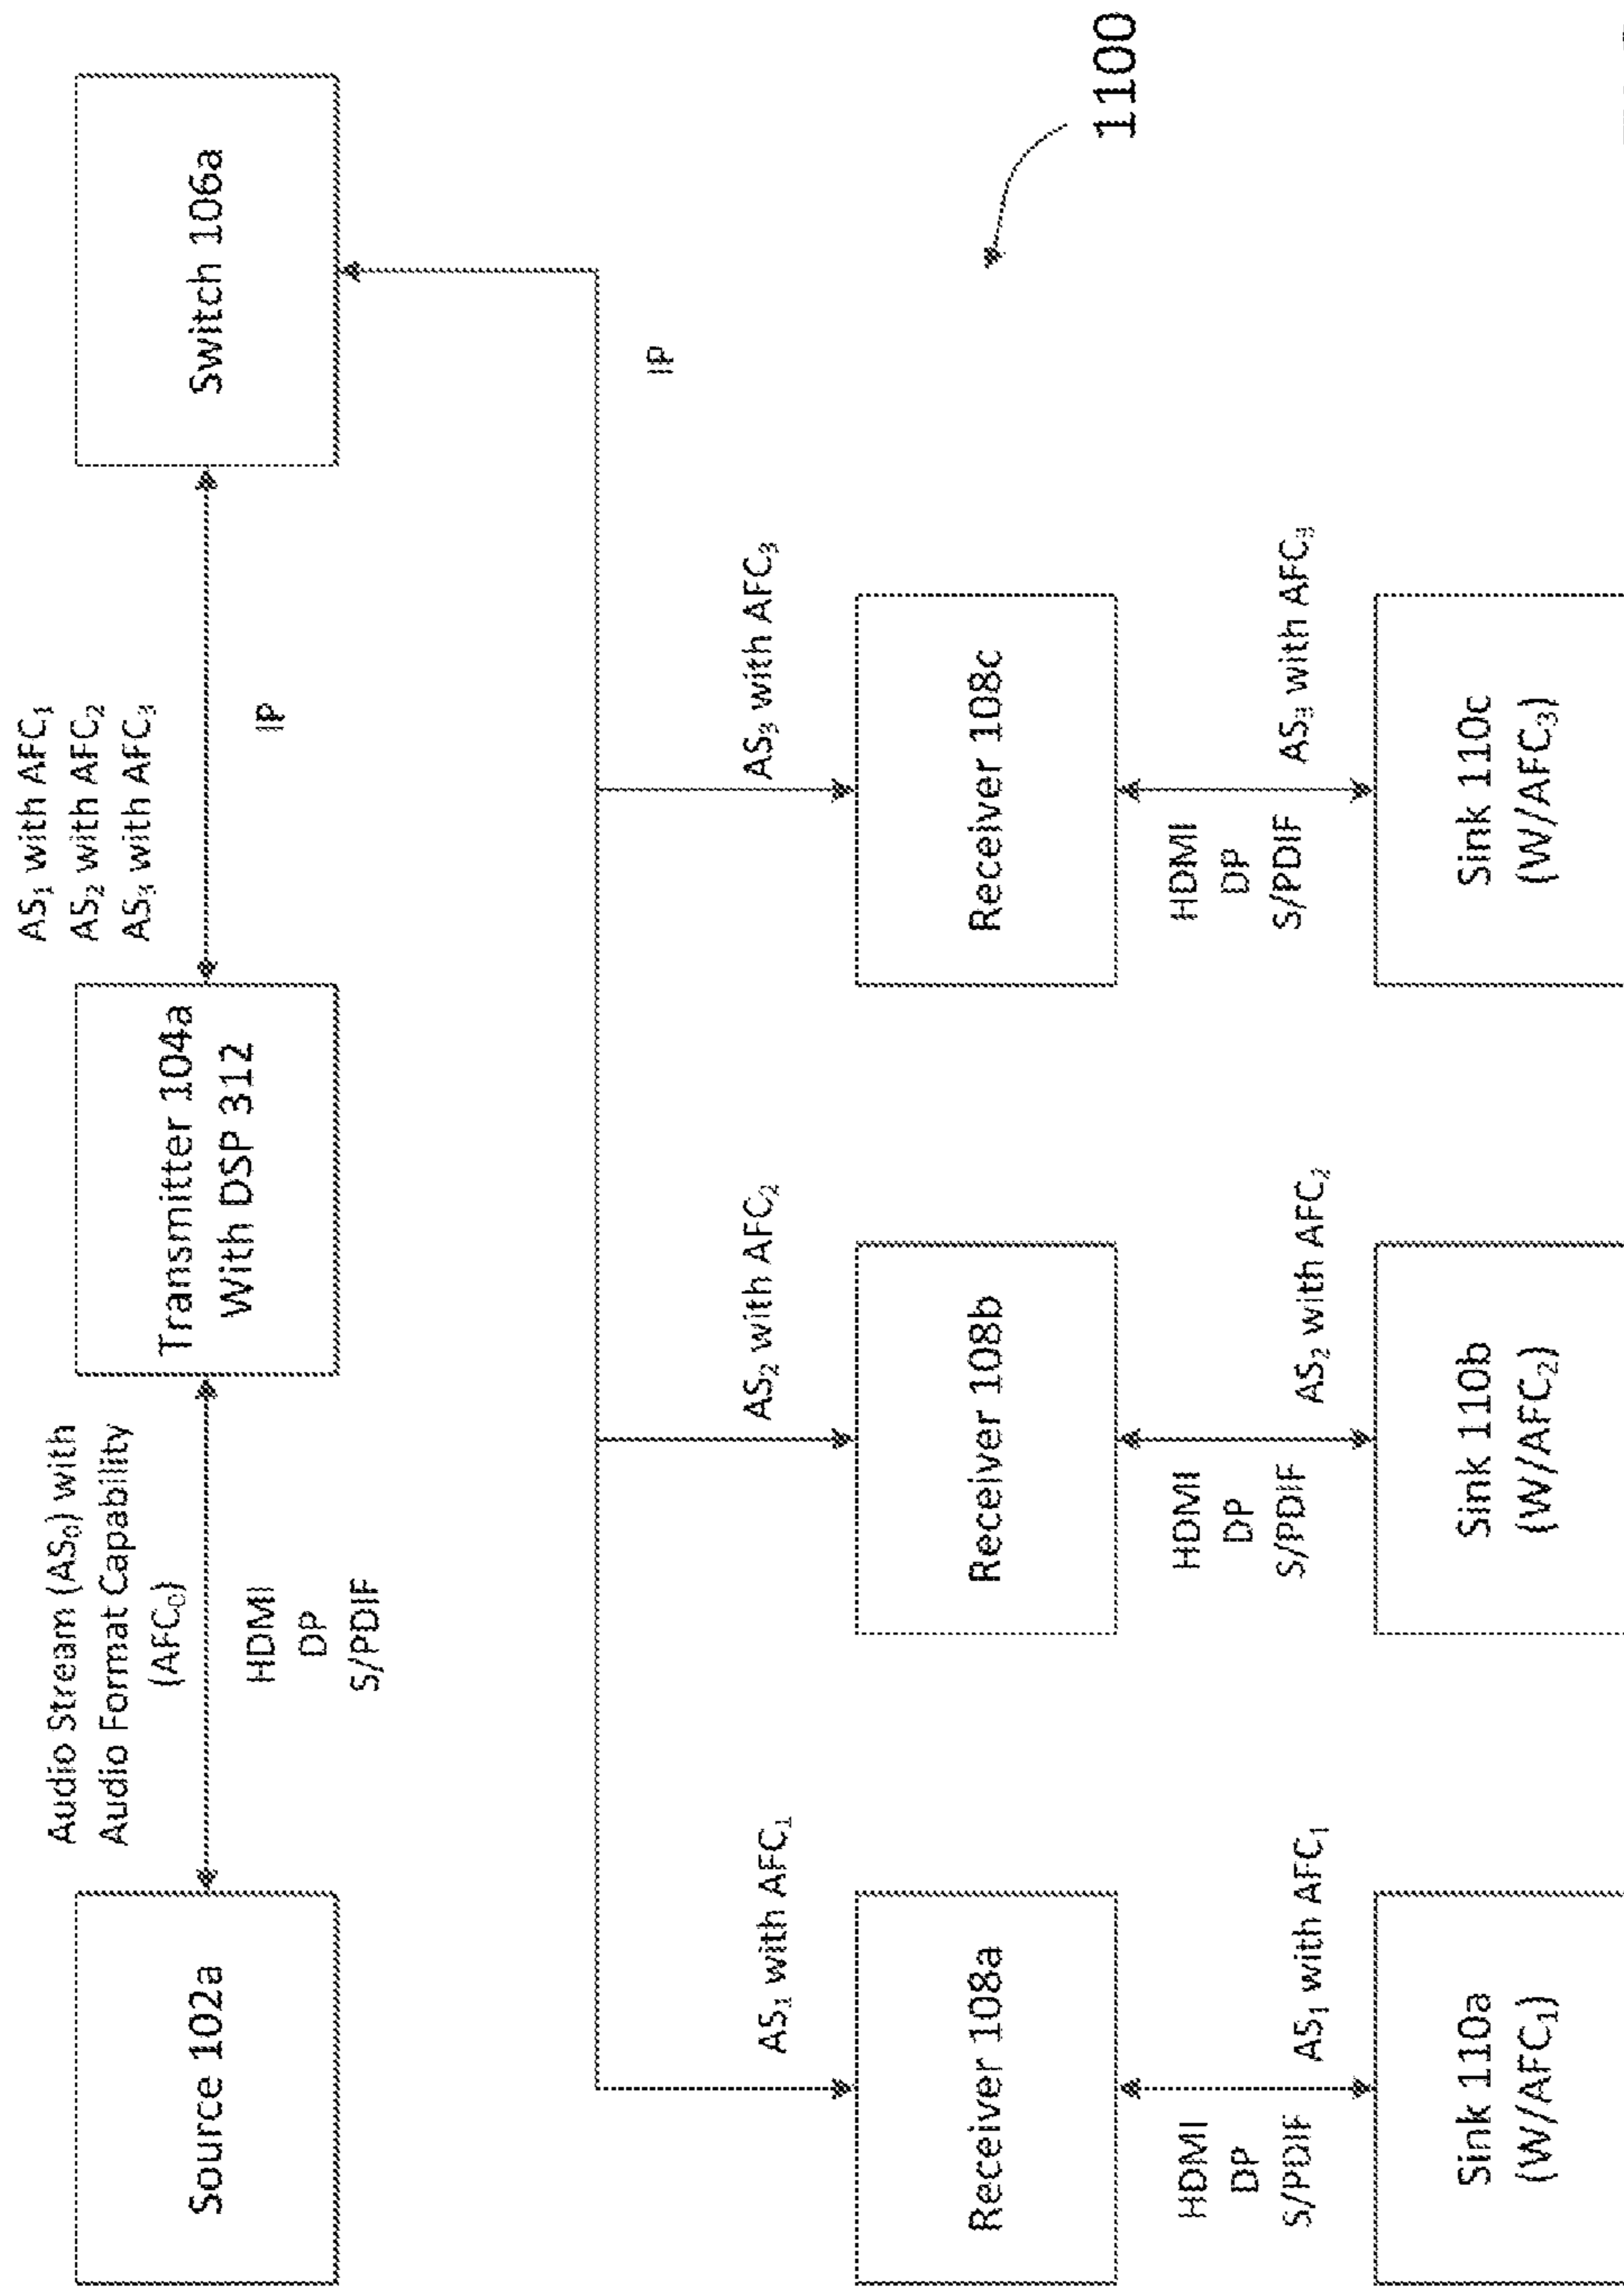 Source 102a
Audio Stream (AS₀) with
Audio Format Capability
(AFC₀)
HDMI
DP
S/PDIF
Transmitter 104a
With DSP 312
AS₁ with AFC₁
AS₂ with AFC₂
AS₃ with AFC₃
IP
Switch 106a
IP
AS₁ with AFC₁
AS₂ with AFC₂
AS₃ with AFC₃
Receiver 108a
Receiver 108b
Receiver 108c
HDMI
DP
S/PDIF
AS₁ with AFC₁
HDMI
DP
S/PDIF
AS₂ with AFC₂
HDMI
DP
S/PDIF
AS₃ with AFC₃
Sink 110a
(W/AFC₁)
Sink 110b
(W/AFC₂)
Sink 110c
(W/AFC₃)
1100